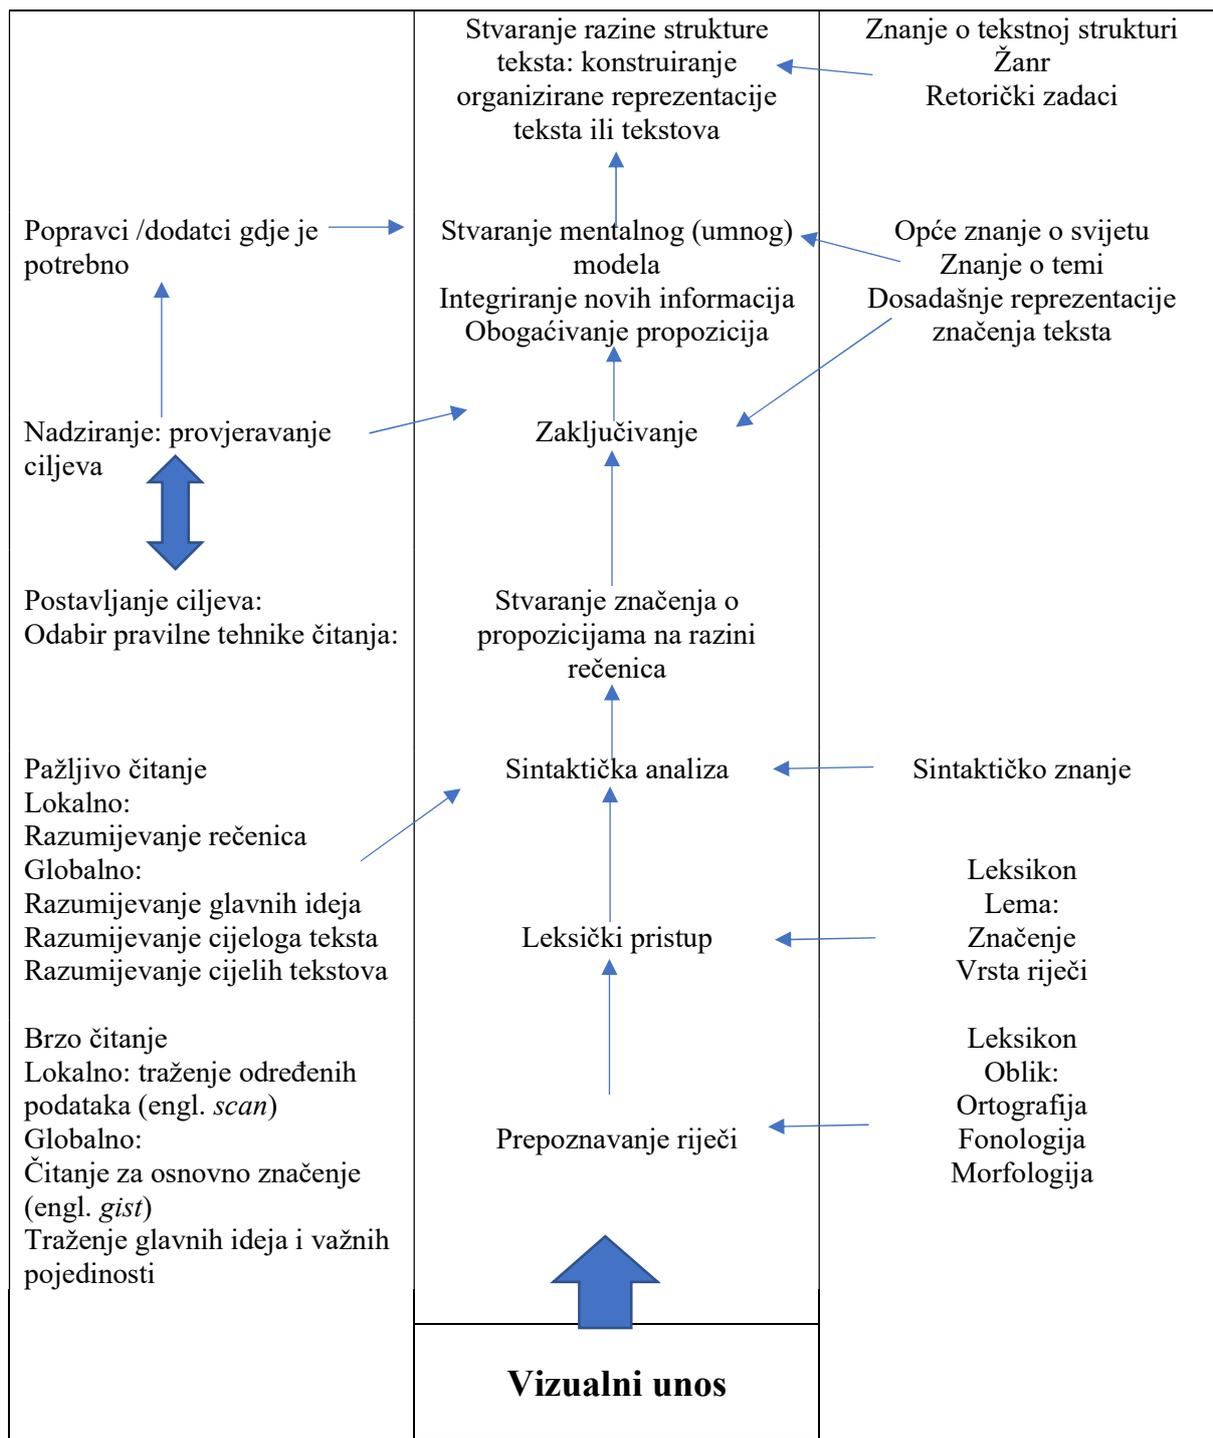 Popravci /dodatci gdje je
potrebno
Nadziranje: provjeravanje
ciljeva
Postavljanje ciljeva:
Odabir pravilne tehnike čitanja:
Pažljivo čitanje
Lokalno:
Razumijevanje rečenica
Globalno:
Razumijevanje glavnih ideja
Razumijevanje cijeloga teksta
Razumijevanje cijelih tekstova
Brzo čitanje
Lokalno: traženje određenih
podataka (engl. scan)
Globalno:
Čitanje za osnovno značenje
(engl. gist)
Traženje glavnih ideja i važnih
pojedinosti
Stvaranje razine strukture
teksta: konstruiranje
organizirane reprezentacije
teksta ili tekstova
Stvaranje mentalnog (umnog)
modela
Integriranje novih informacija
Obogaćivanje propozicija
Zaključivanje
Stvaranje značenja o
propozicijama na razini
rečenica
Sintaktička analiza
Leksički pristup
Prepoznavanje riječi
Vizualni unos
Znanje o tekstnoj strukturi
Žanr
Retorički zadaci
Opće znanje o svijetu
Znanje o temi
Dosadašnje reprezentacije
značenja teksta
Sintaktičko znanje
Leksikon
Lema:
Značenje
Vrsta riječi
Leksikon
Oblik:
Ortografija
Fonologija
Morfologija